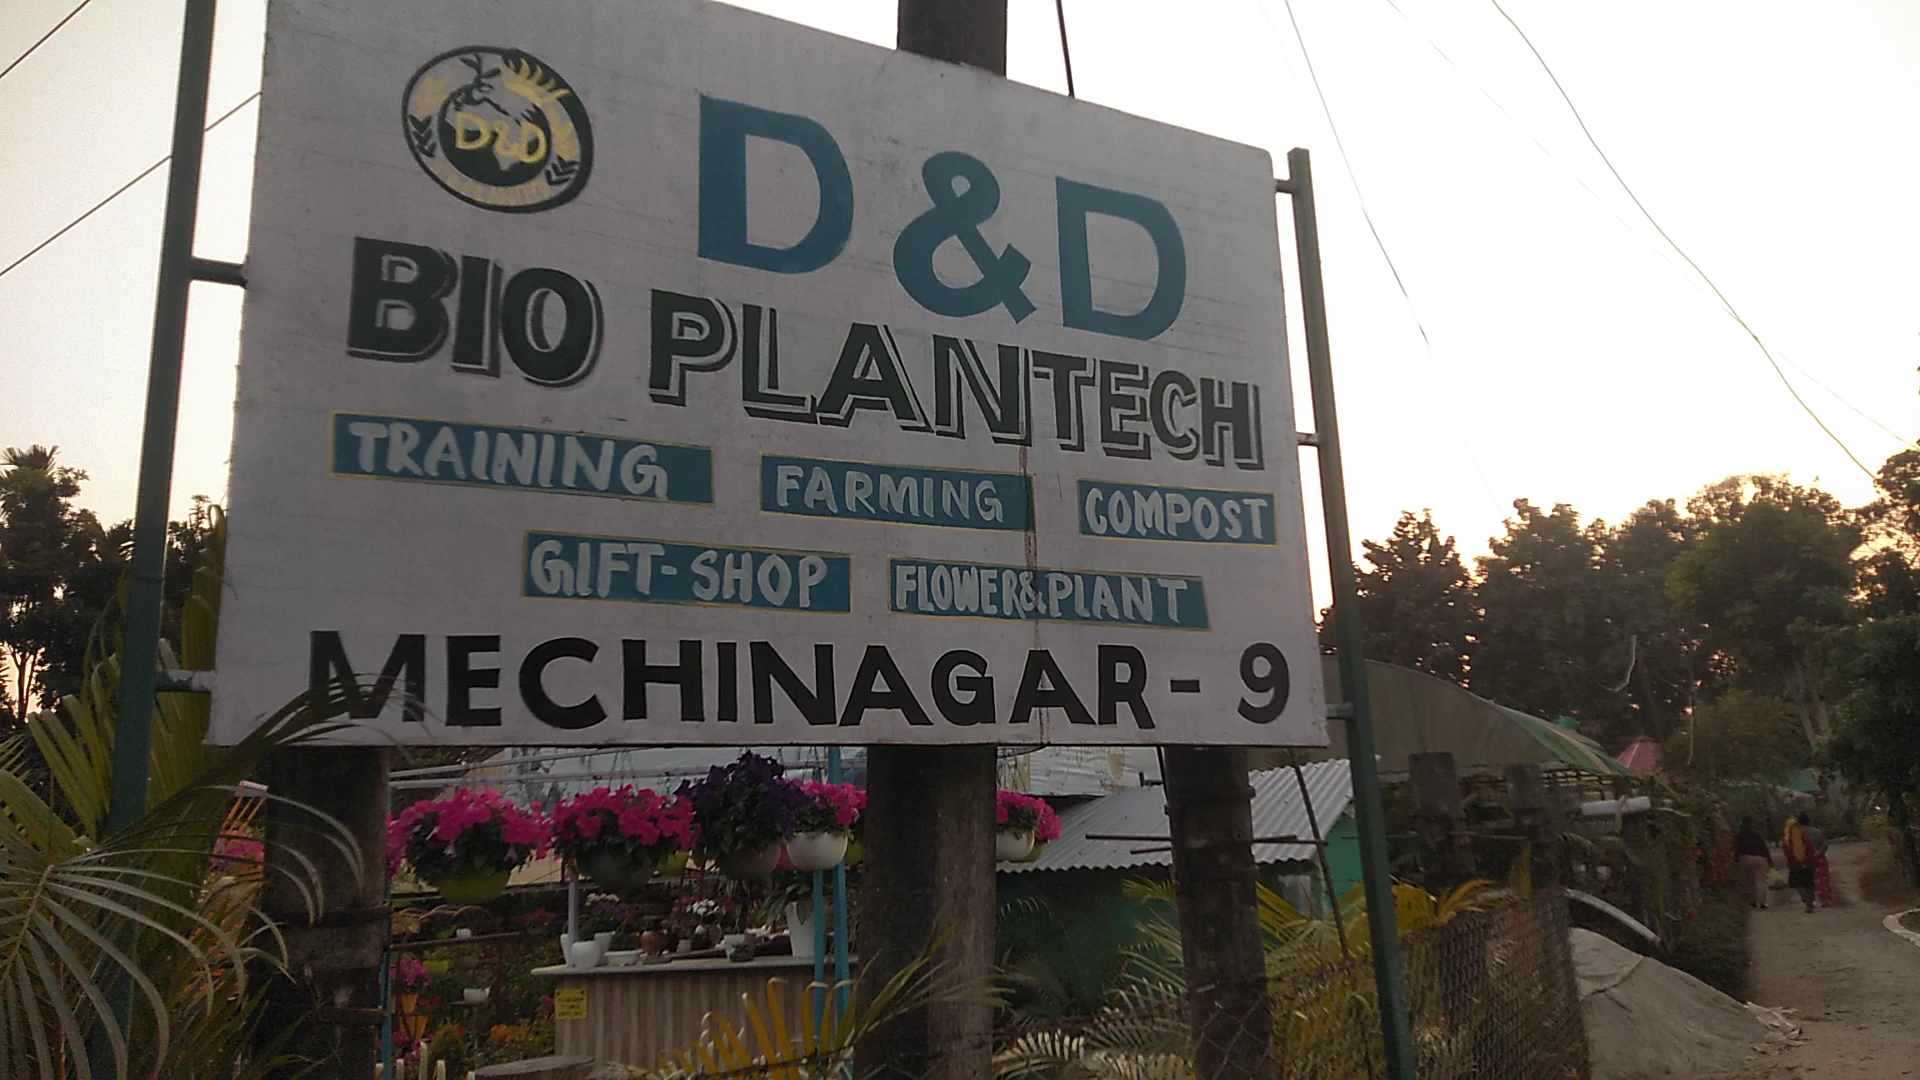 D&D
D&D
BIO PLANTECH
TRAINING FARMING COMPOST
GIFT-SHOP FLOWER&PLANT
MECHINAGAR-9